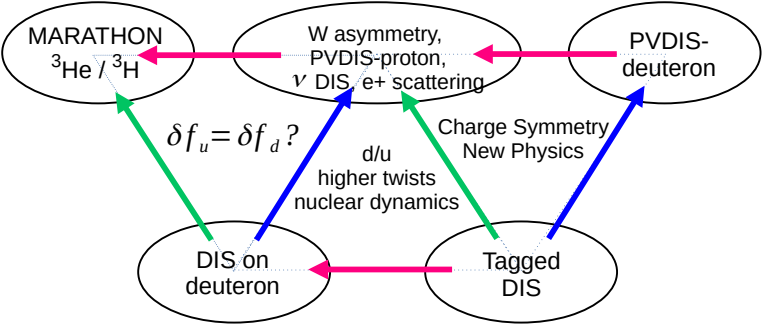 MARATHON
³He / ³H
W asymmetry,
PVDIS-proton,
ν DIS, e+ scattering
PVDIS-
deuteron
δf_u = δf_d ?
d/u
higher twists
nuclear dynamics
Charge Symmetry
New Physics
DIS on
deuteron
Tagged
DIS